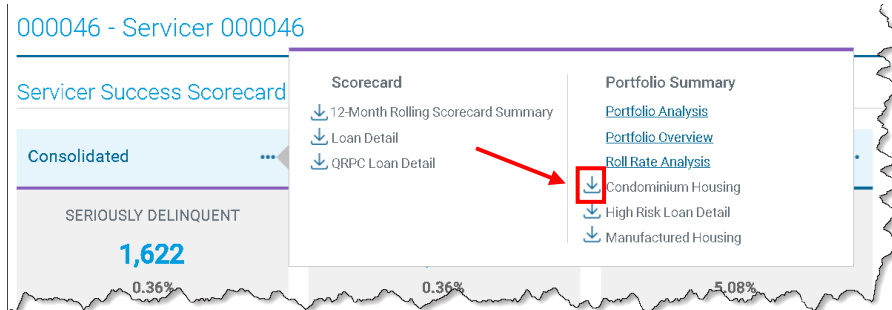 000046 - Servicer 000046
Servicer Success Scorecard
Consolidated
Scorecard
12-Month Rolling Scorecard Summary
Loan Detail
QRPC Loan Detail
Portfolio Summary
Portfolio Analysis
Portfolio Overview
Roll Rate Analysis
Condominium Housing
High Risk Loan Detail
Manufactured Housing
SERIOUSLY DELINQUENT
1,622
0.36%
0.36%
5.08%